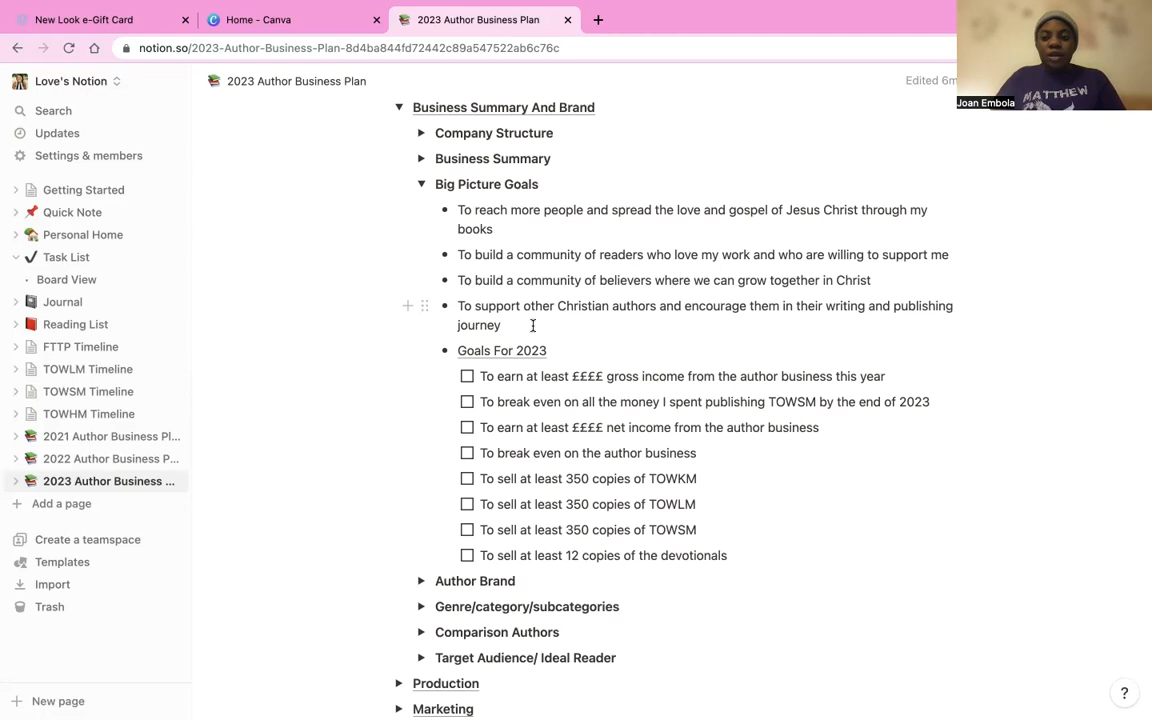 New Look e-Gift Card
Home - Canva
2023 Author Business Plan
notion.so/2023-Author-Business-Plan-8d4ba844fd72442c89a547522ab6c76c
Love's Notion
2023 Author Business Plan
Edited 6m
Joan Embola
MATTHEW
Search
Updates
Settings & members
Getting Started
Quick Note
Personal Home
Task List
Board View
Journal
Reading List
FTTP Timeline
TOWLM Timeline
TOWSM Timeline
TOWHM Timeline
2021 Author Business Pl...
2022 Author Business P...
2023 Author Business ...
Add a page
Create a teamspace
Templates
Import
Trash
New page
Business Summary And Brand
Company Structure
Business Summary
Big Picture Goals
To reach more people and spread the love and gospel of Jesus Christ through my
books
To build a community of readers who love my work and who are willing to support me
To build a community of believers where we can grow together in Christ
To support other Christian authors and encourage them in their writing and publishing
journey
Goals For 2023
To earn at least ££££ gross income from the author business this year
To break even on all the money I spent publishing TOWSM by the end of 2023
To earn at least ££££ net income from the author business
To break even on the author business
To sell at least 350 copies of TOWKM
To sell at least 350 copies of TOWLM
To sell at least 350 copies of TOWSM
To sell at least 12 copies of the devotionals
Author Brand
Genre/category/subcategories
Comparison Authors
Target Audience/ Ideal Reader
Production
Marketing
?